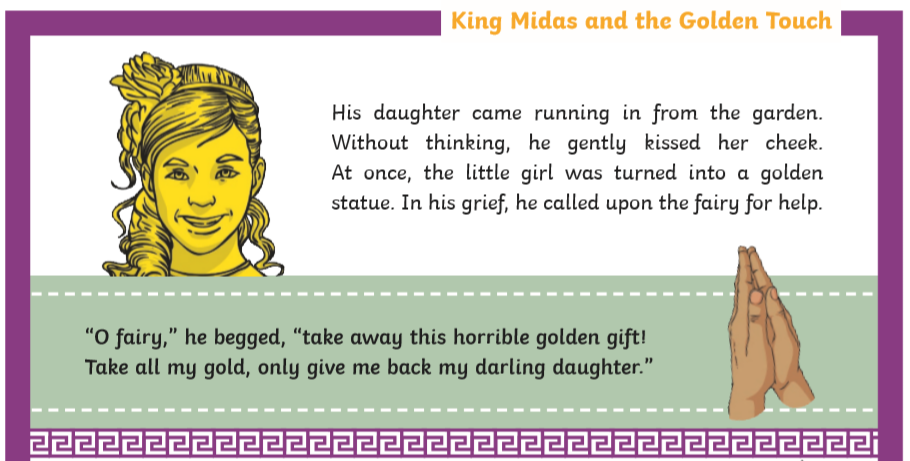 King Midas and the Golden Touch
His daughter came running in from the garden.
Without thinking, he gently kissed her cheek.
At once, the little girl was turned into a golden
statue. In his grief, he called upon the fairy for help.
“O fairy,” he begged, “take away this horrible golden gift!
Take all my gold, only give me back my darling daughter.”